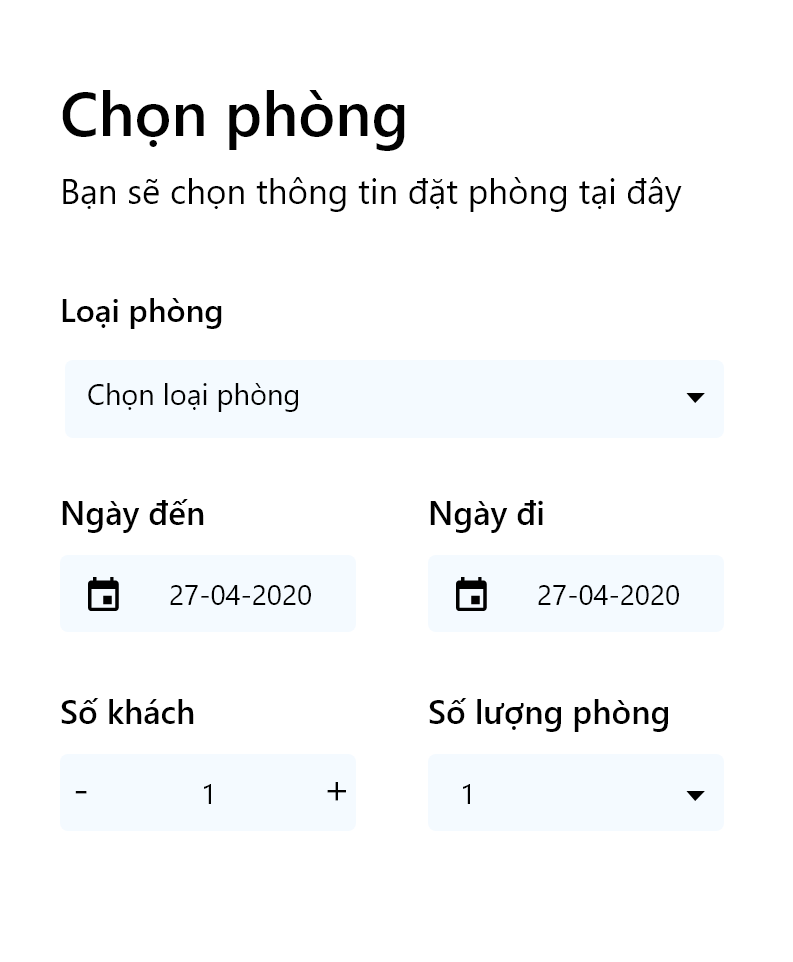 Chọn phòng
Bạn sẽ chọn thông tin đặt phòng tại đây
Loại phòng
Chọn loại phòng
Ngày đến
Ngày đi
27-04-2020
27-04-2020
Số khách
Số lượng phòng
- 1 +
1